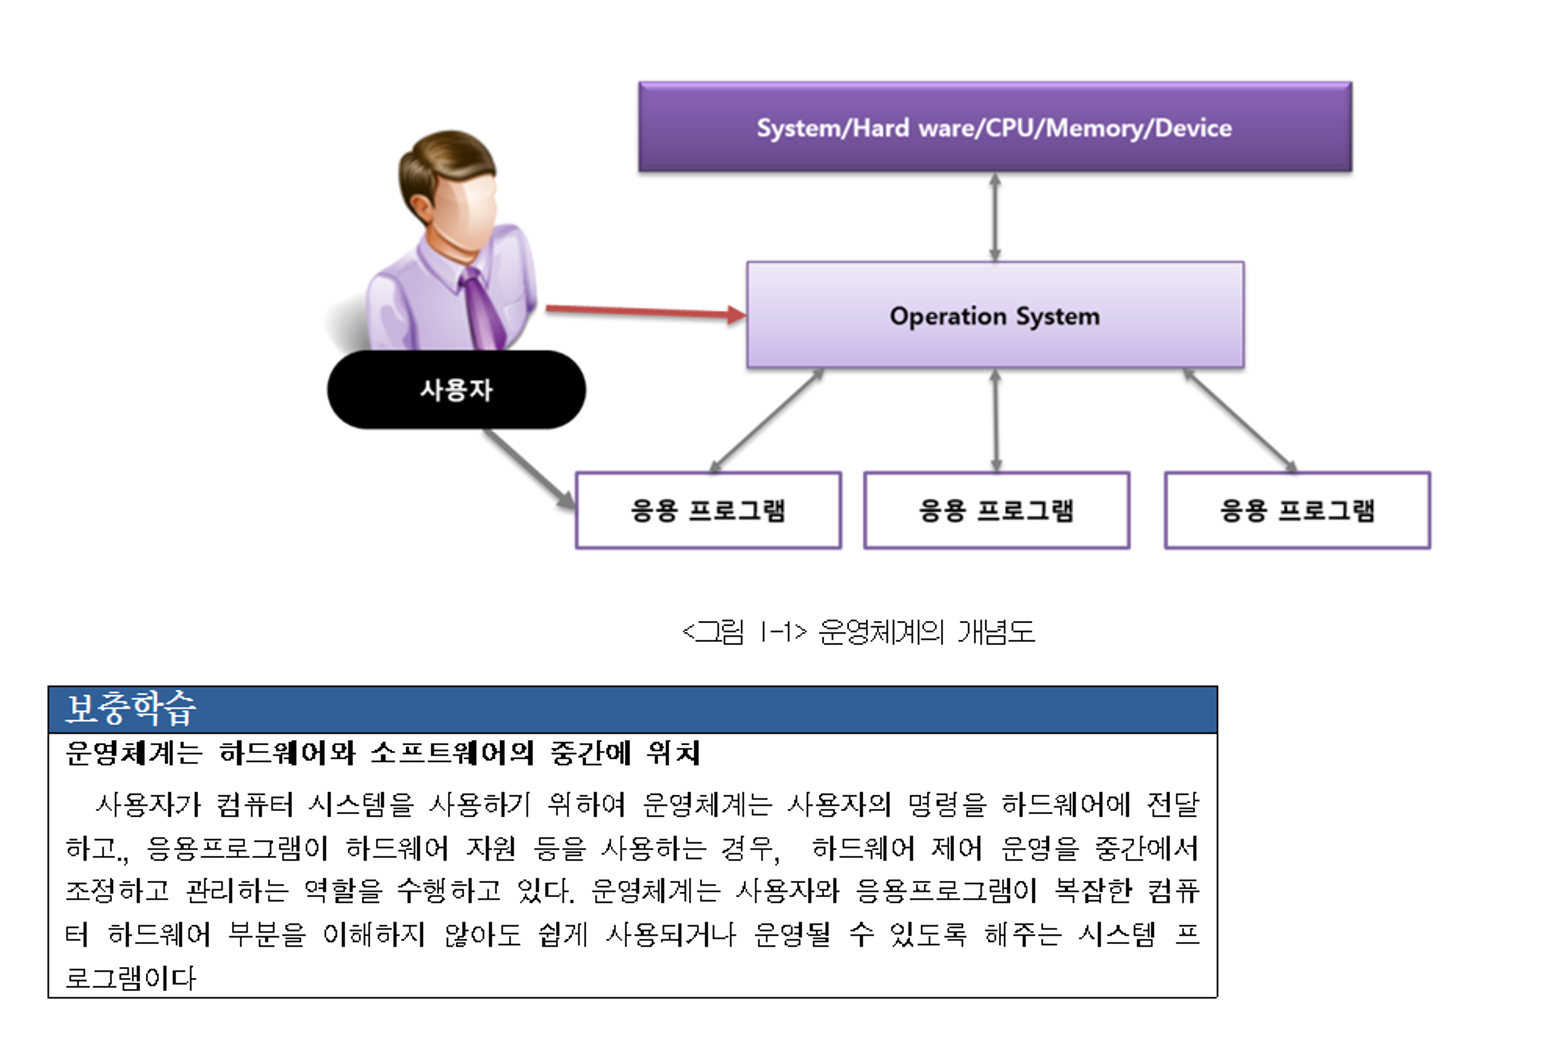 System/Hard ware/CPU/Memory/Device
Operation System
사용자
응용 프로그램
응용 프로그램
응용 프로그램
<그림 I-1> 운영체계의 개념도
보충학습
운영체계는 하드웨어와 소프트웨어의 중간에 위치
사용자가 컴퓨터 시스템을 사용하기 위하여 운영체계는 사용자의 명령을 하드웨어에 전달
하고., 응용프로그램이 하드웨어 자원 등을 사용하는 경우, 하드웨어 제어 운영을 중간에서
조정하고 관리하는 역할을 수행하고 있다. 운영체계는 사용자와 응용프로그램이 복잡한 컴퓨
터 하드웨어 부분을 이해하지 않아도 쉽게 사용되거나 운영될 수 있도록 해주는 시스템 프
로그램이다